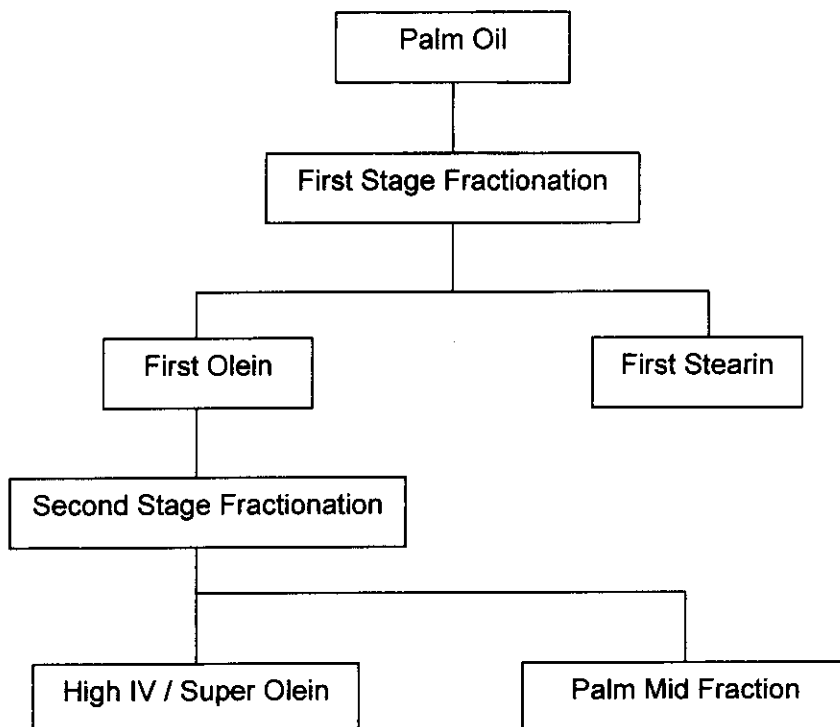 Palm Oil
First Stage Fractionation
First Olein
First Stearin
Second Stage Fractionation
High IV / Super Olein
Palm Mid Fraction